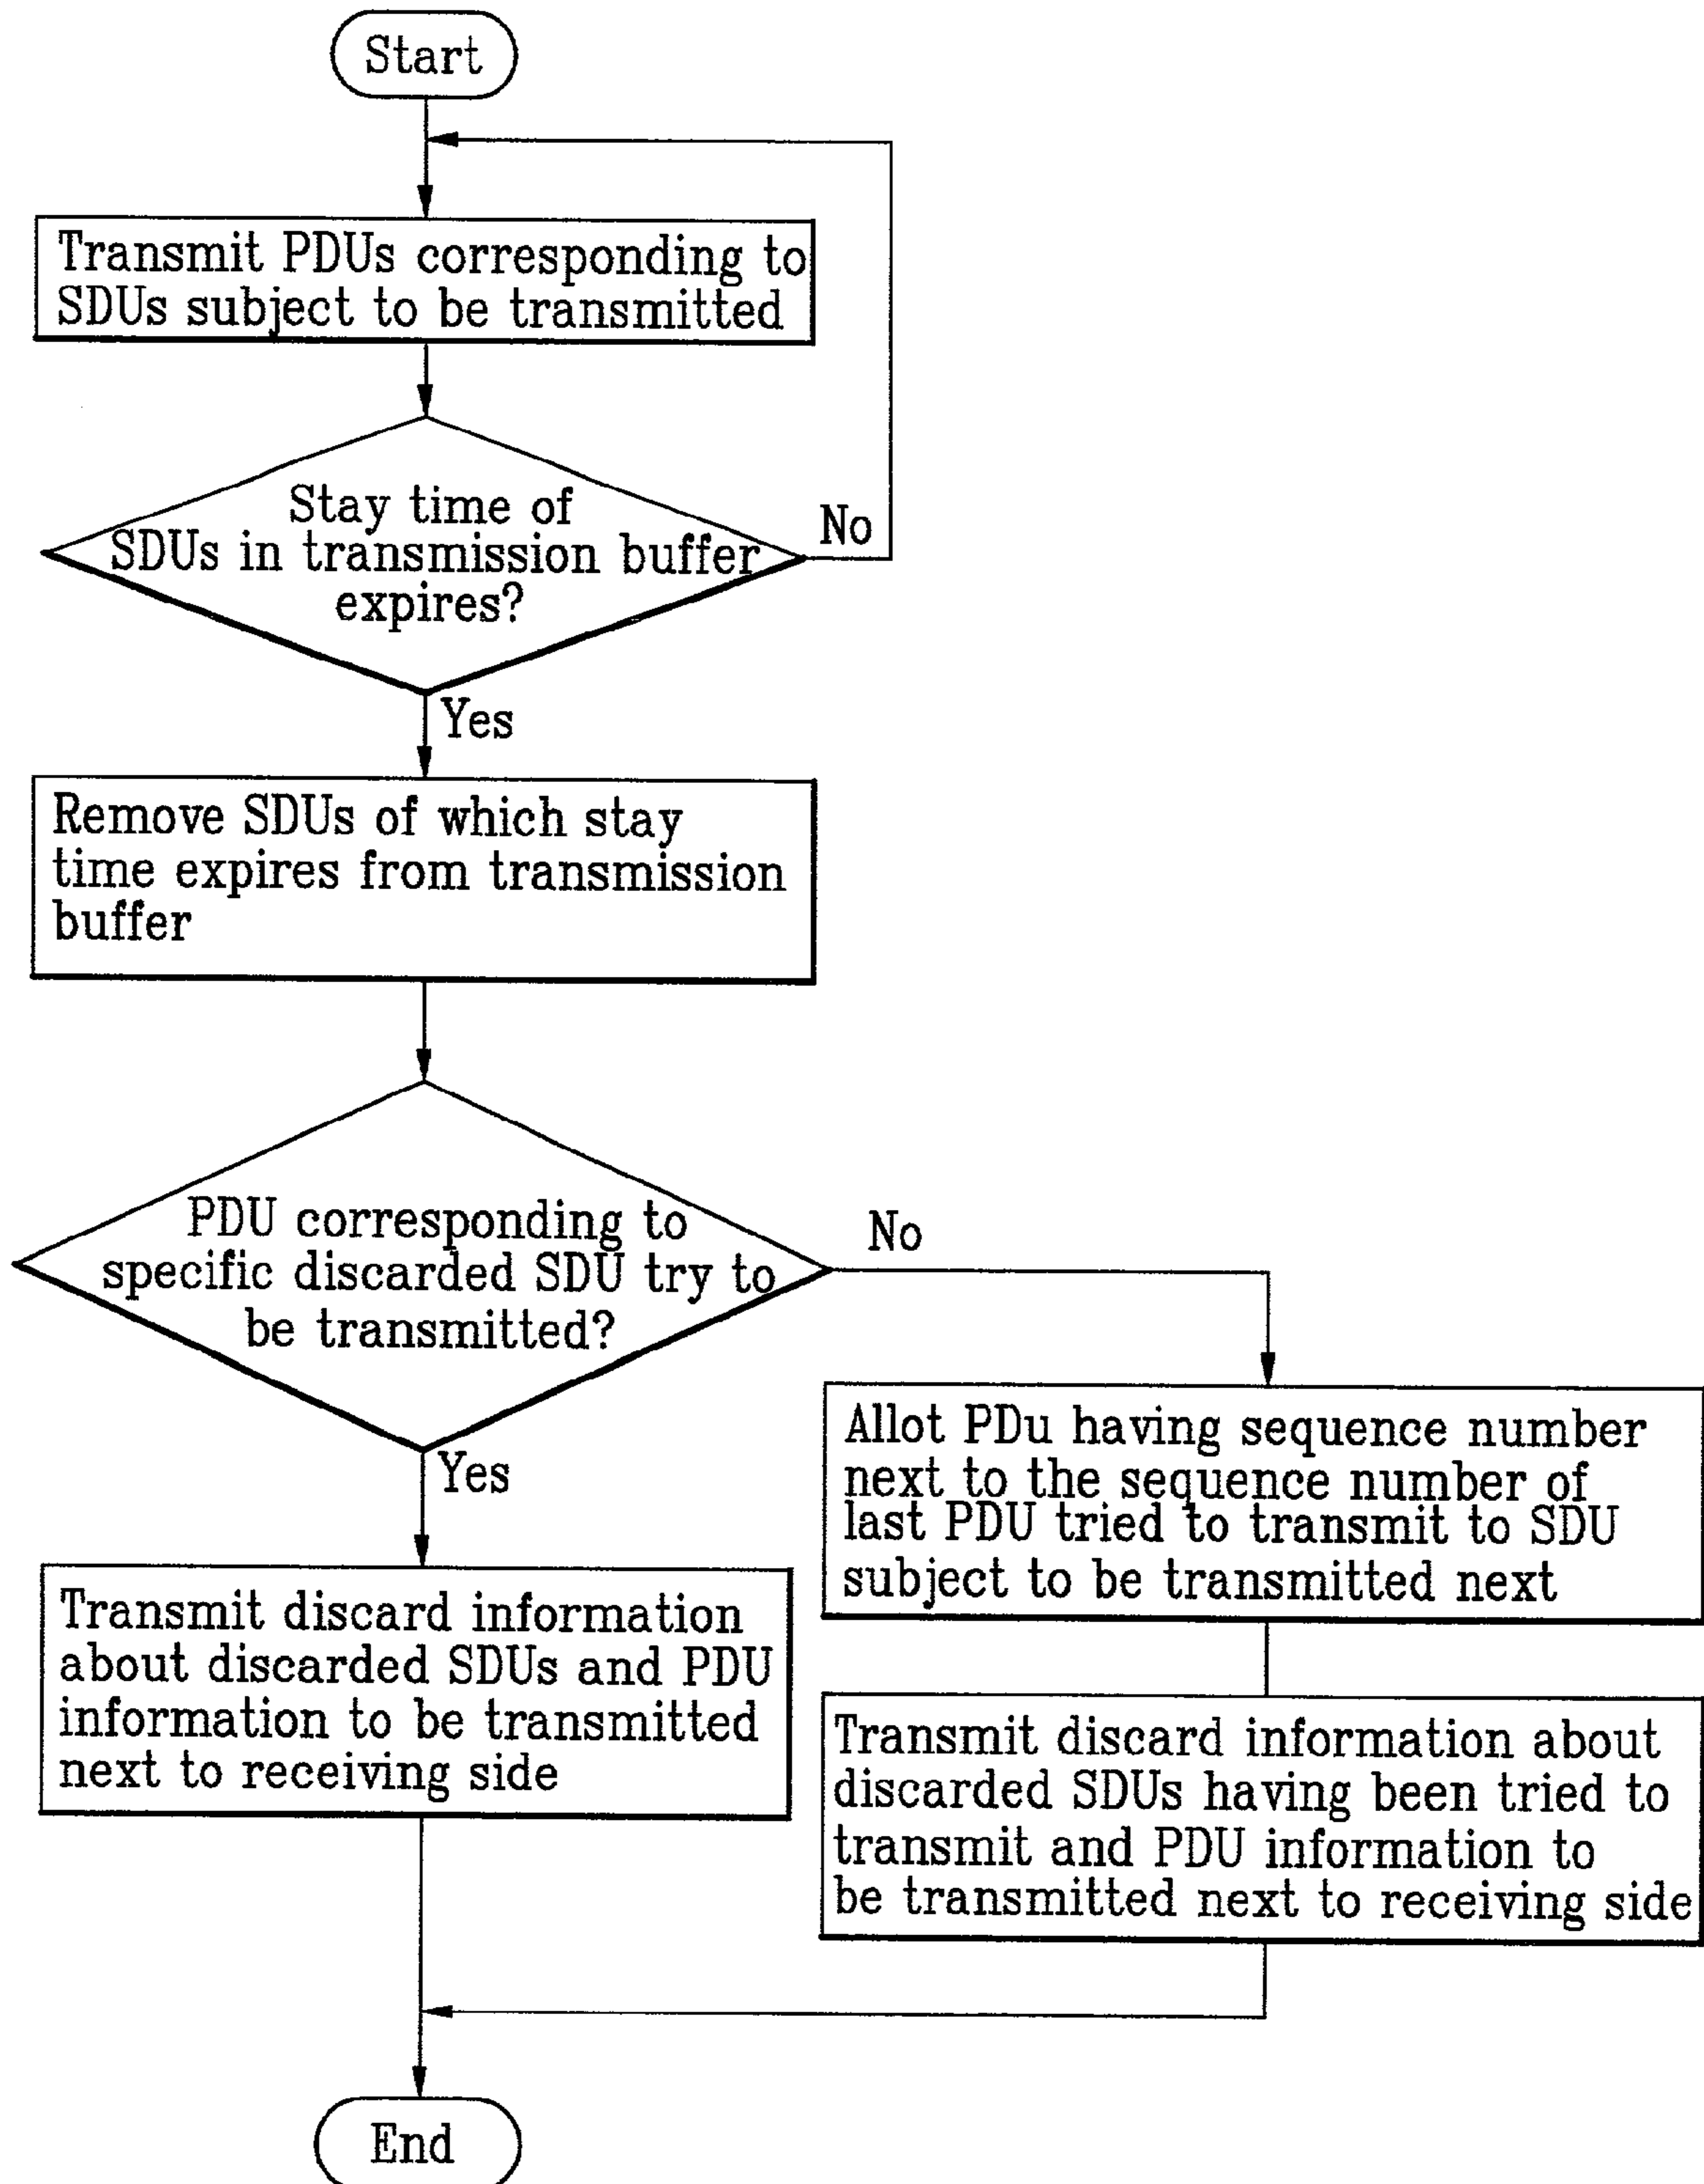 Start
Transmit PDUs corresponding to
SDUs subject to be transmitted
Stay time of
SDUs in transmission buffer
expires?
No
Yes
Remove SDUs of which stay
time expires from transmission
buffer
PDU corresponding to
specific discarded SDU try to
be transmitted?
No
Yes
Allot PDu having sequence number
next to the sequence number of
last PDU tried to transmit to SDU
subject to be transmitted next
Transmit discard information
about discarded SDUs and PDU
information to be transmitted
next to receiving side
Transmit discard information about
discarded SDUs having been tried to
transmit and PDU information to
be transmitted next to receiving side
End